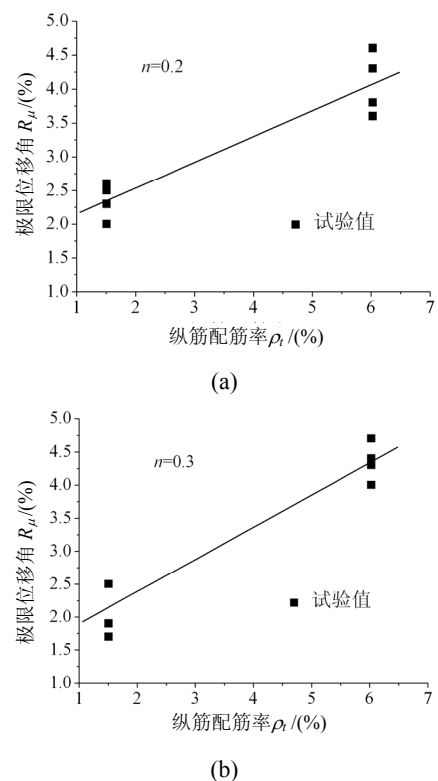 5.0
4.5
4.0
3.5
3.0
2.5
2.0
1.5
1.0
极限位移角 Rμ/(%)
n=0.2
■ 试验值
1 2 3 4 5 6 7
纵筋配筋率ρt/(%)
(a)
5.0
4.5
4.0
3.5
3.0
2.5
2.0
1.5
1.0
极限位移角 Rμ/(%)
n=0.3
■ 试验值
1 2 3 4 5 6 7
纵筋配筋率ρt/(%)
(b)